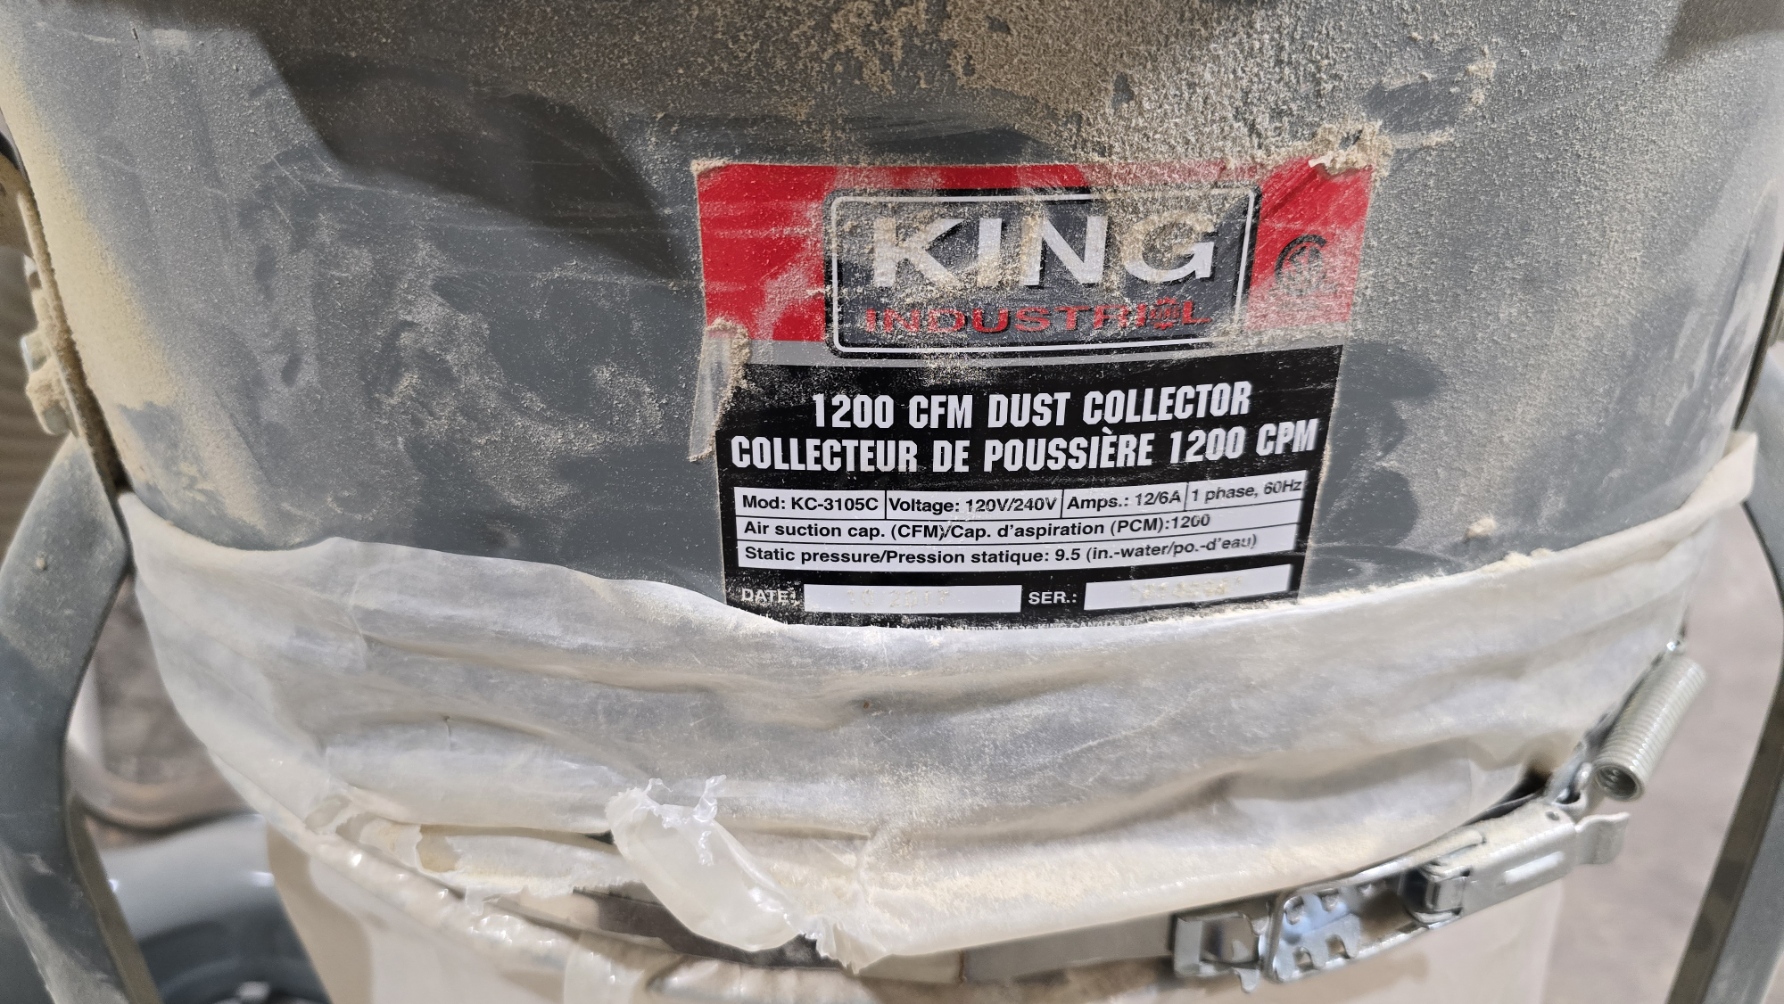 KING
INDUSTRIAL
1200 CFM DUST COLLECTOR
COLLECTEUR DE POUSSIÈRE 1200 CPM
Mod: KC-3105C Voltage: 120V/240V Amps.: 12/6A 1 phase, 60Hz
Air suction cap. (CFM)/Cap. d'aspiration (PCM):1200
Static pressure/Pression statique: 9.5 (in.-water/po.-d'eau)
DATE: SER.: